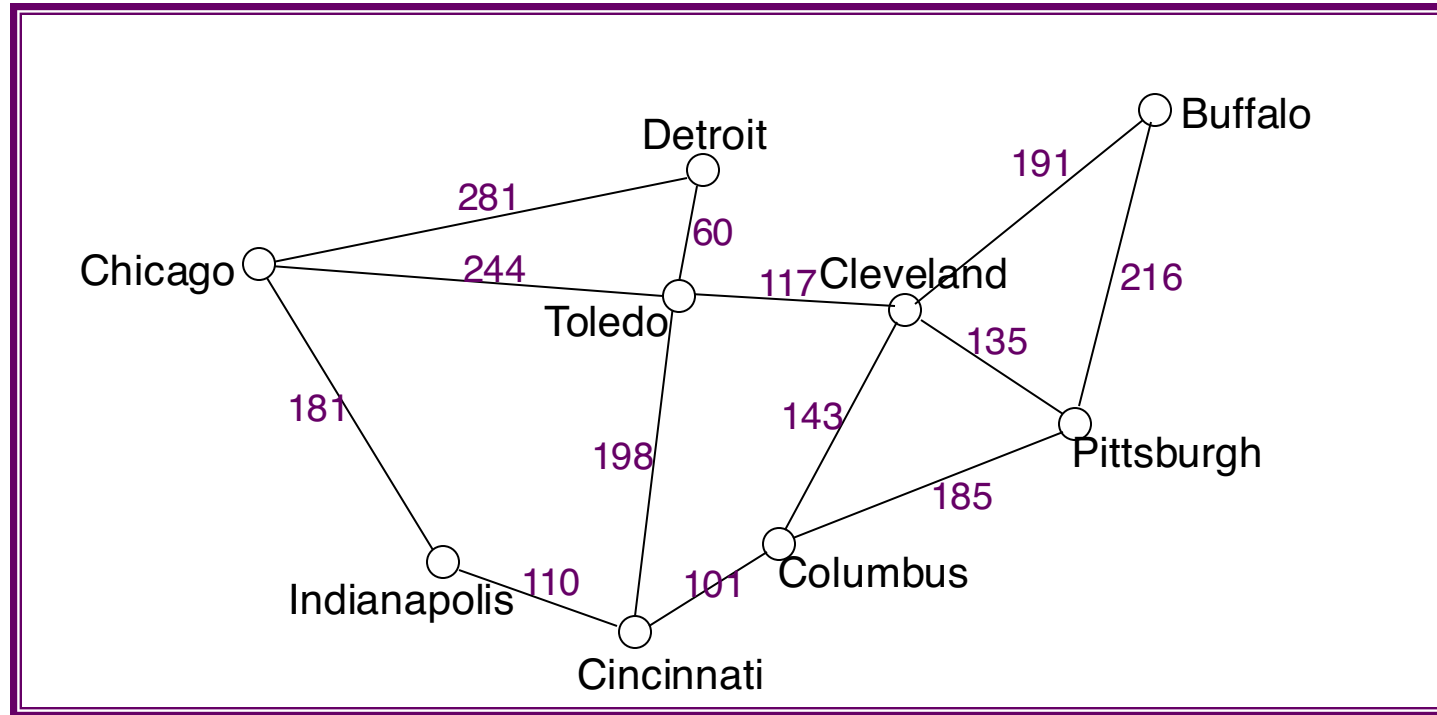 Buffalo
Detroit
191
281
60
Chicago
244
117
Cleveland
216
Toledo
135
181
143
198
Pittsburgh
185
110
101
Columbus
Indianapolis
Cincinnati